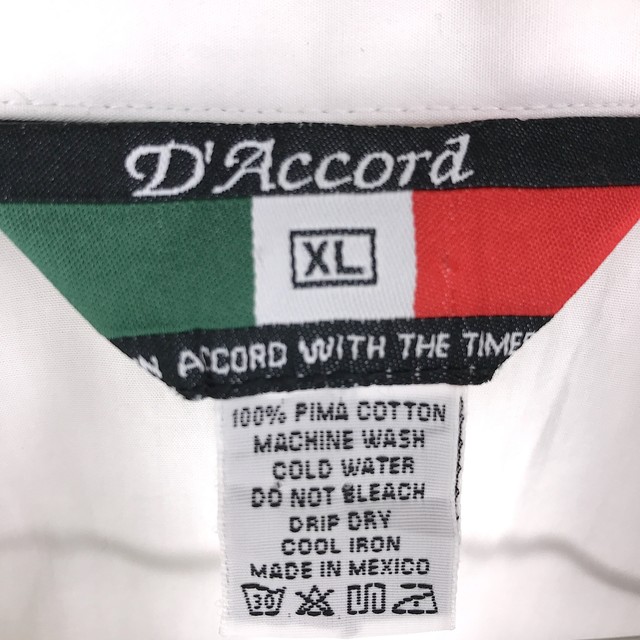 D'Accord
XL
ACCORD WITH THE
100% PIMA COTTON
MACHINE WASH
COLD WATER
DO NOT BLEACH
DRIP DRY
COOL IRON
MADE IN MEXICO
30